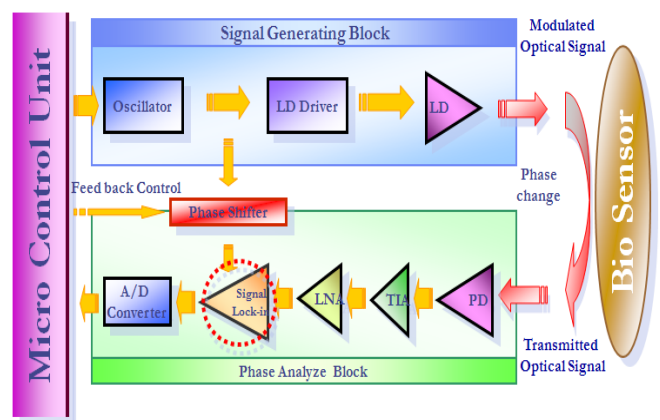 Micro Control Unit
Signal Generating Block
Modulated
Optical Signal
Oscillator
LD Driver
LD
Feed back Control
Phase Shifter
Phase
change
Bio Sensor
A/D
Converter
Signal
Lock-in
LNA
TIA
PD
Transmitted
Optical Signal
Phase Analyze Block